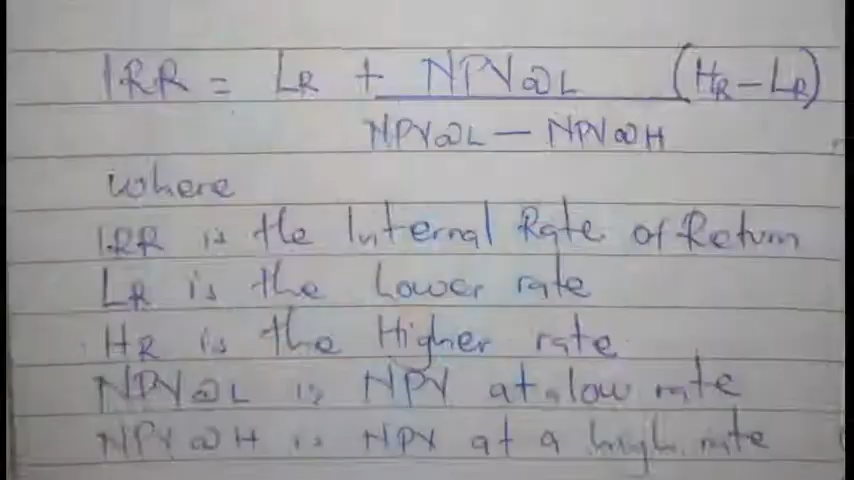 IRR = LR + NPV@L (HR - LR)
NPV@L - NPV@H
where
IRR is the Internal Rate of Return
LR is the Lower rate
HR is the Higher rate
NPV@L is NPV at a low rate
NPV@H is NPV at a high rate